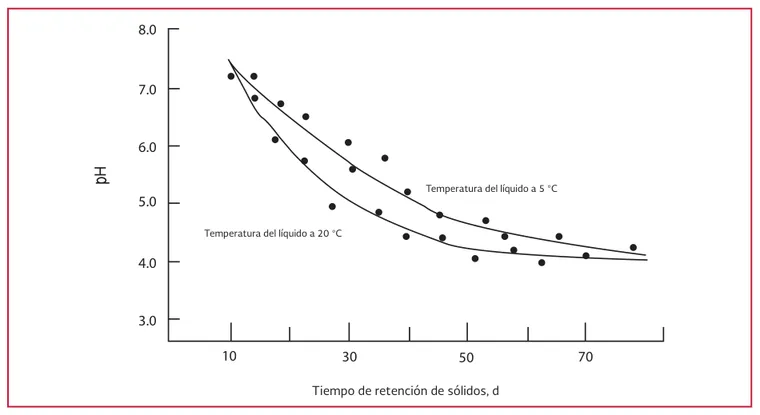 8.0
7.0
6.0
5.0
4.0
3.0
pH
Temperatura del líquido a 5 °C
Temperatura del líquido a 20 °C
10
30
50
70
Tiempo de retención de sólidos, d